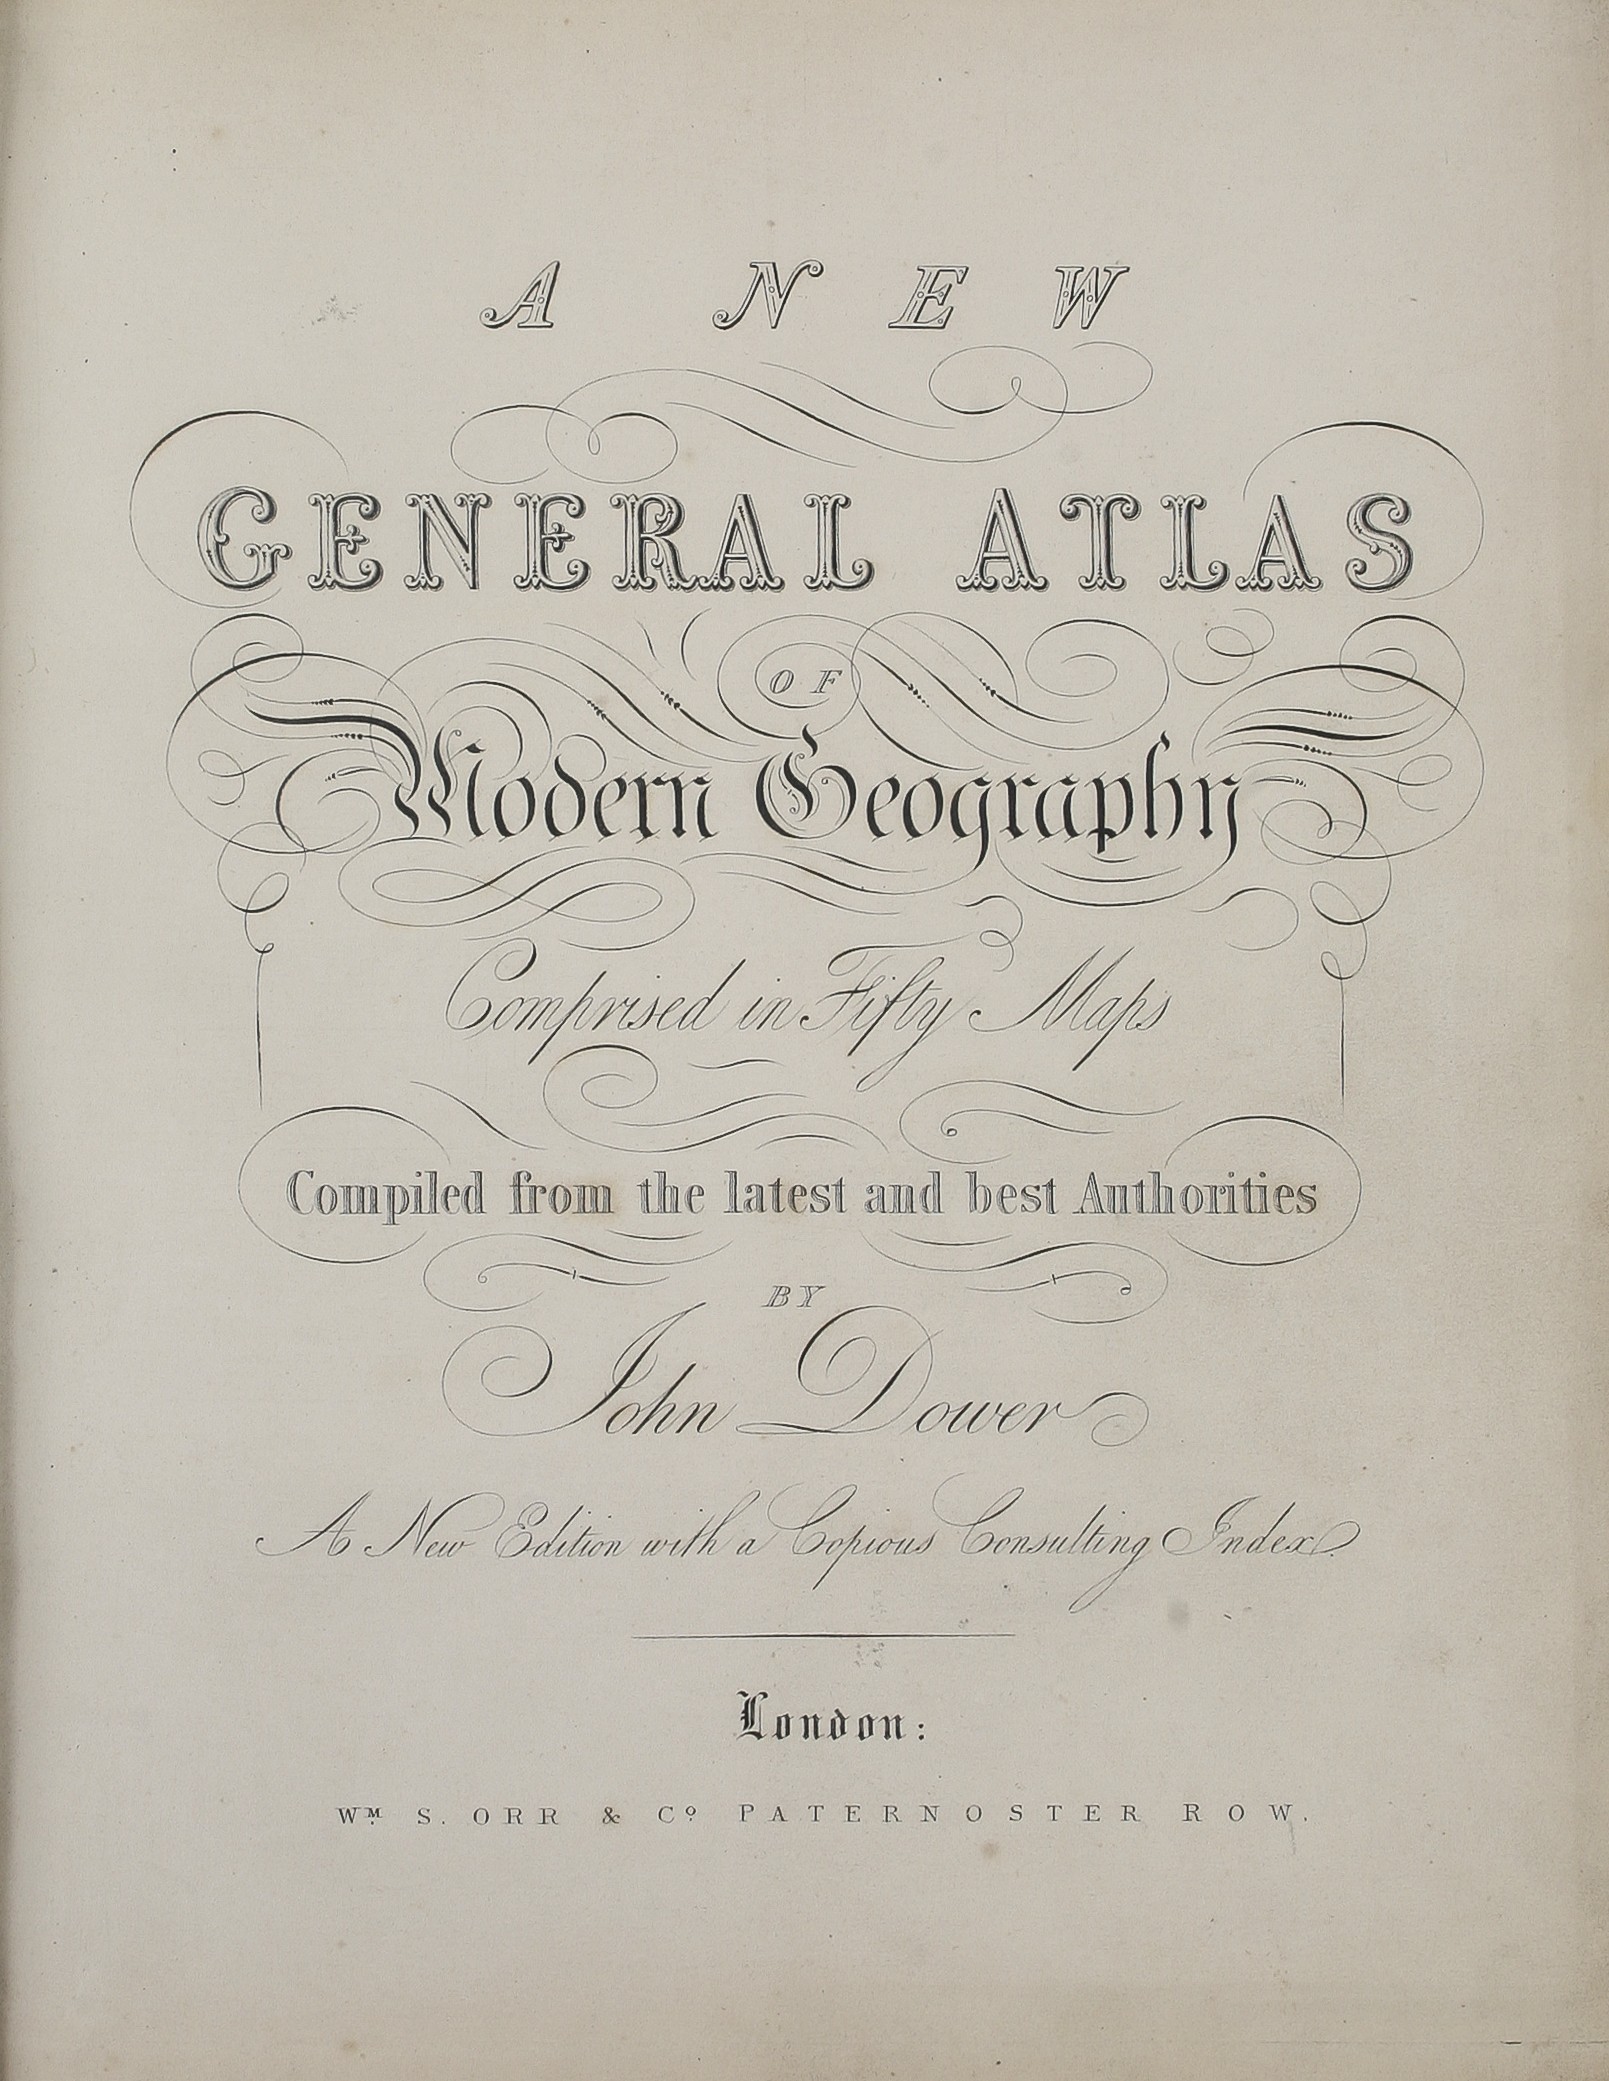 A NEW
GENERAL ATLAS
OF
Modern Geography
Comprised in Fifty Maps
Compiled from the latest and best Authorities
BY
John Dower
A New Edition with a Copious Consulting Index.
London:
WM. S. ORR & Co. PATERNOSTER ROW.